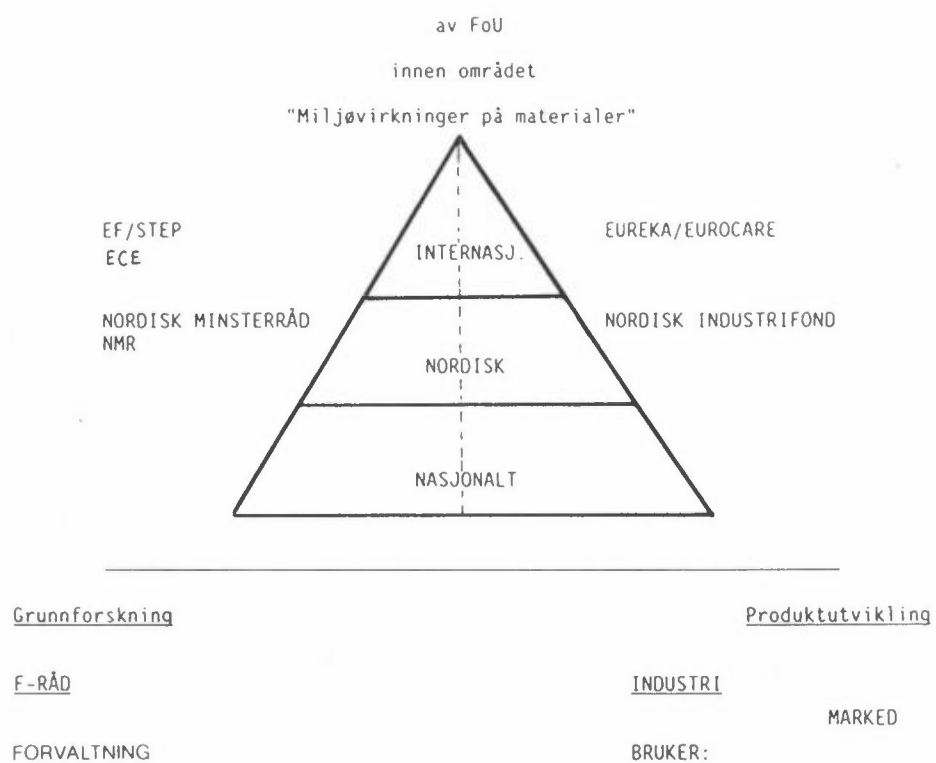 av FoU
innen området
"Miljøvirkninger på materialer"
EF/STEP
ECE
INTERNASJ.
EUREKA/EUROCARE
NORDISK MINSTERRÅD
NMR
NORDISK
NORDISK INDUSTRIFOND
NASJONALT
Grunnforskning
Produktutvikling
F-RÅD
INDUSTRI
MARKED
FORVALTNING
BRUKER: